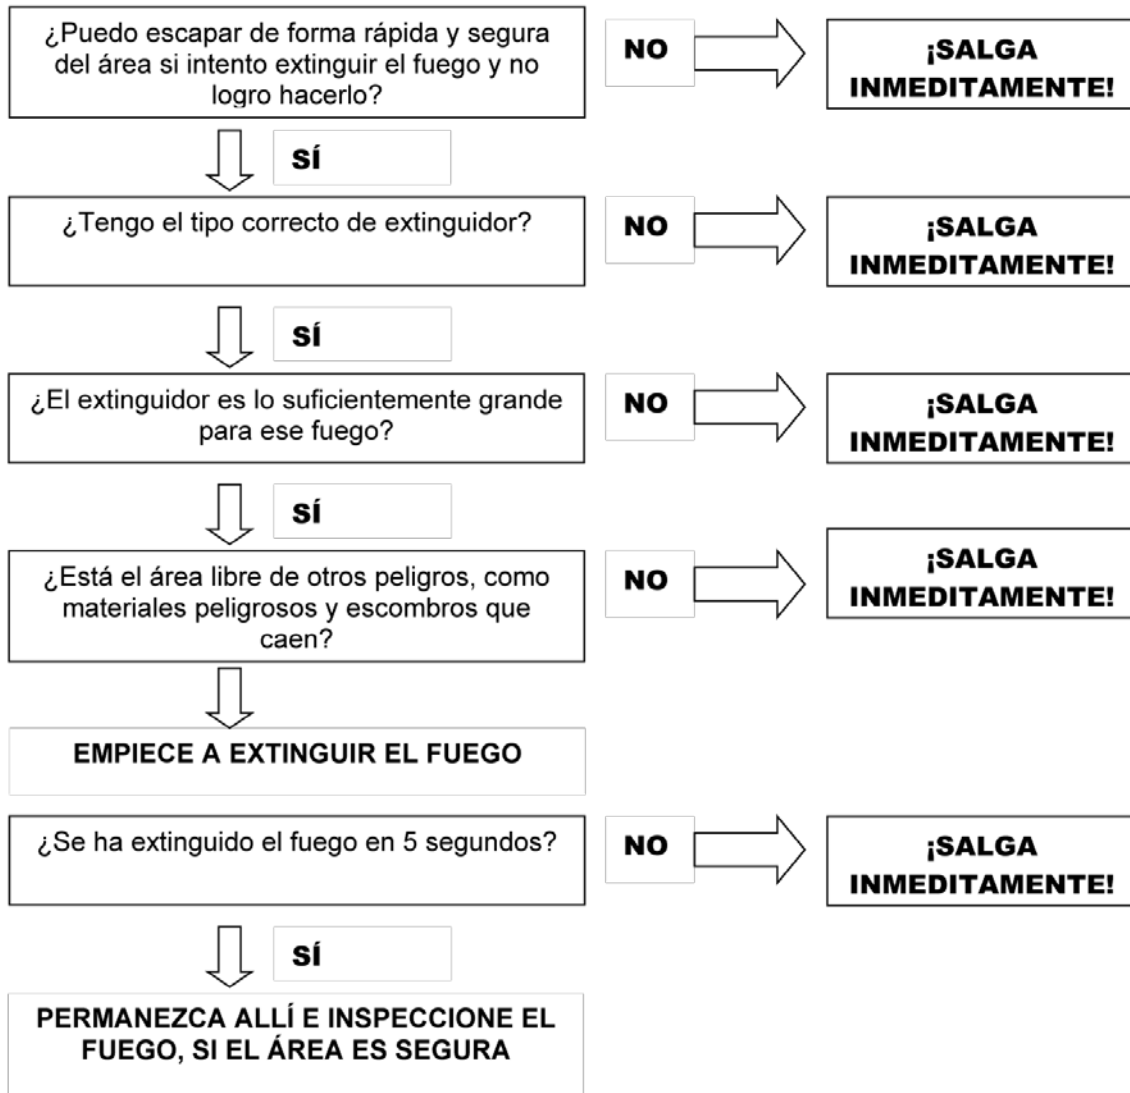 ¿Puedo escapar de forma rápida y segura
del área si intento extinguir el fuego y no
logro hacerlo?
NO
¡SALGA
INMEDITAMENTE!
SÍ
¿Tengo el tipo correcto de extinguidor?
NO
¡SALGA
INMEDITAMENTE!
SÍ
¿El extinguidor es lo suficientemente grande
para ese fuego?
NO
¡SALGA
INMEDITAMENTE!
SÍ
¿Está el área libre de otros peligros, como
materiales peligrosos y escombros que
caen?
NO
¡SALGA
INMEDITAMENTE!
EMPIECE A EXTINGUIR EL FUEGO
¿Se ha extinguido el fuego en 5 segundos?
NO
¡SALGA
INMEDITAMENTE!
SÍ
PERMANEZCA ALLÍ E INSPECCIONE EL
FUEGO, SI EL ÁREA ES SEGURA